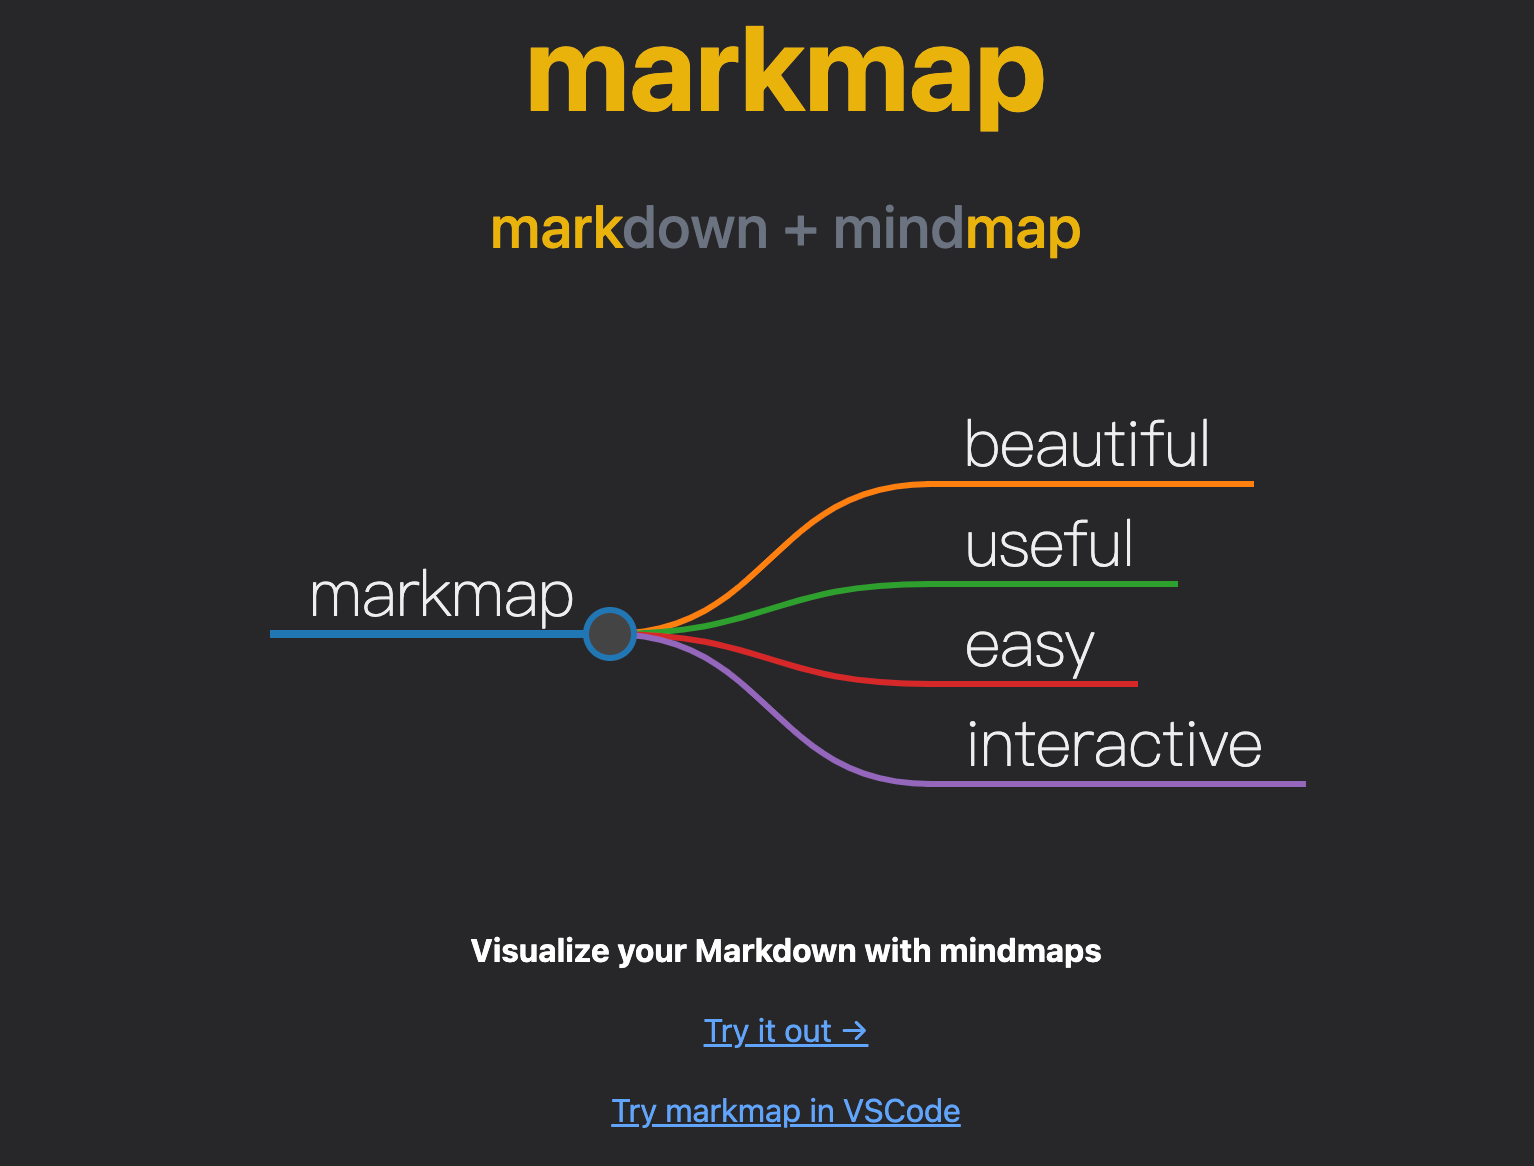 markmap
markdown + mindmap
beautiful
useful
markmap
easy
interactive
Visualize your Markdown with mindmaps
Try it out →
Try markmap in VSCode